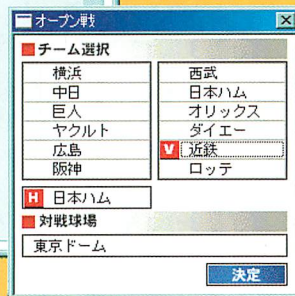 オープン戦
チーム選択
横浜
中日
巨人
ヤクルト
広島
阪神
西武
日本ハム
オリックス
ダイエー
V 近鉄
ロッテ
H 日本ハム
対戦球場
東京ドーム
決定